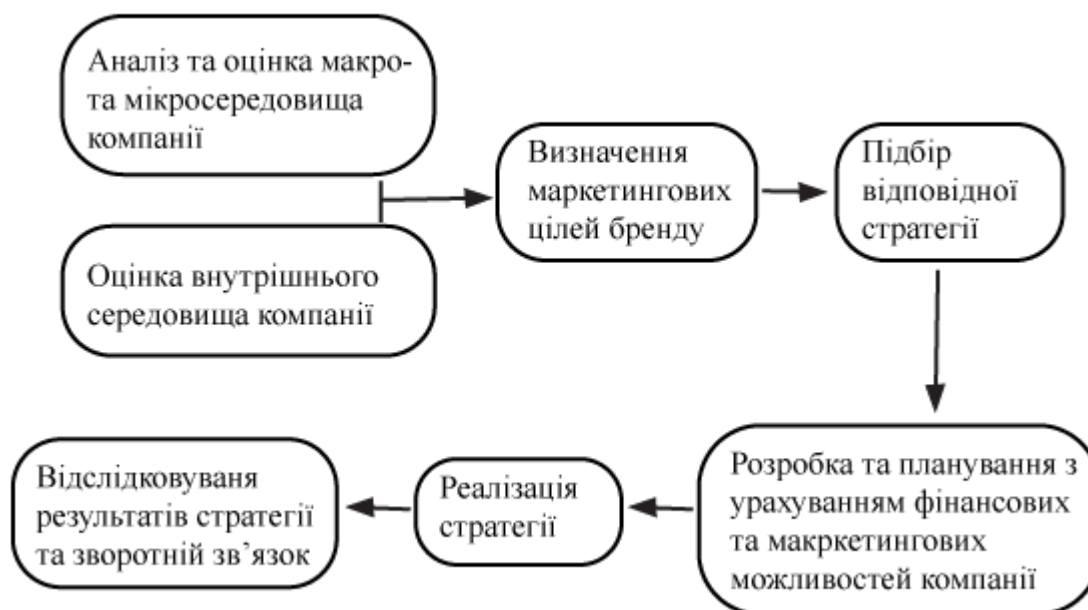 Аналіз та оцінка макро-
та мікросередовища
компанії
Оцінка внутрішнього
середовища компанії
Визначення
маркетингових
цілей бренду
Підбір
відповідної
стратегії
Розробка та планування з
урахуванням фінансових
та макркетингових
можливостей компанії
Реалізація
стратегії
Відслідковуваня
результатів стратегії
та зворотній зв’язок